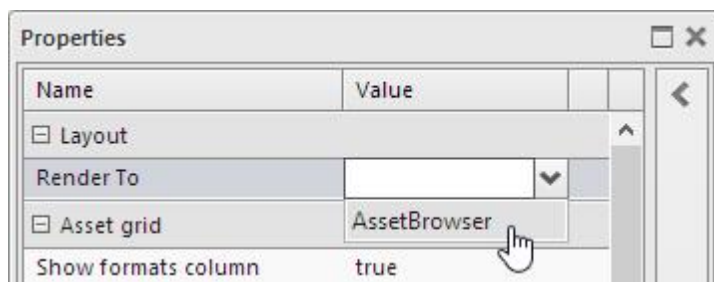 Properties
Name Value
Layout
Render To
Asset grid AssetBrowser
Show formats column true